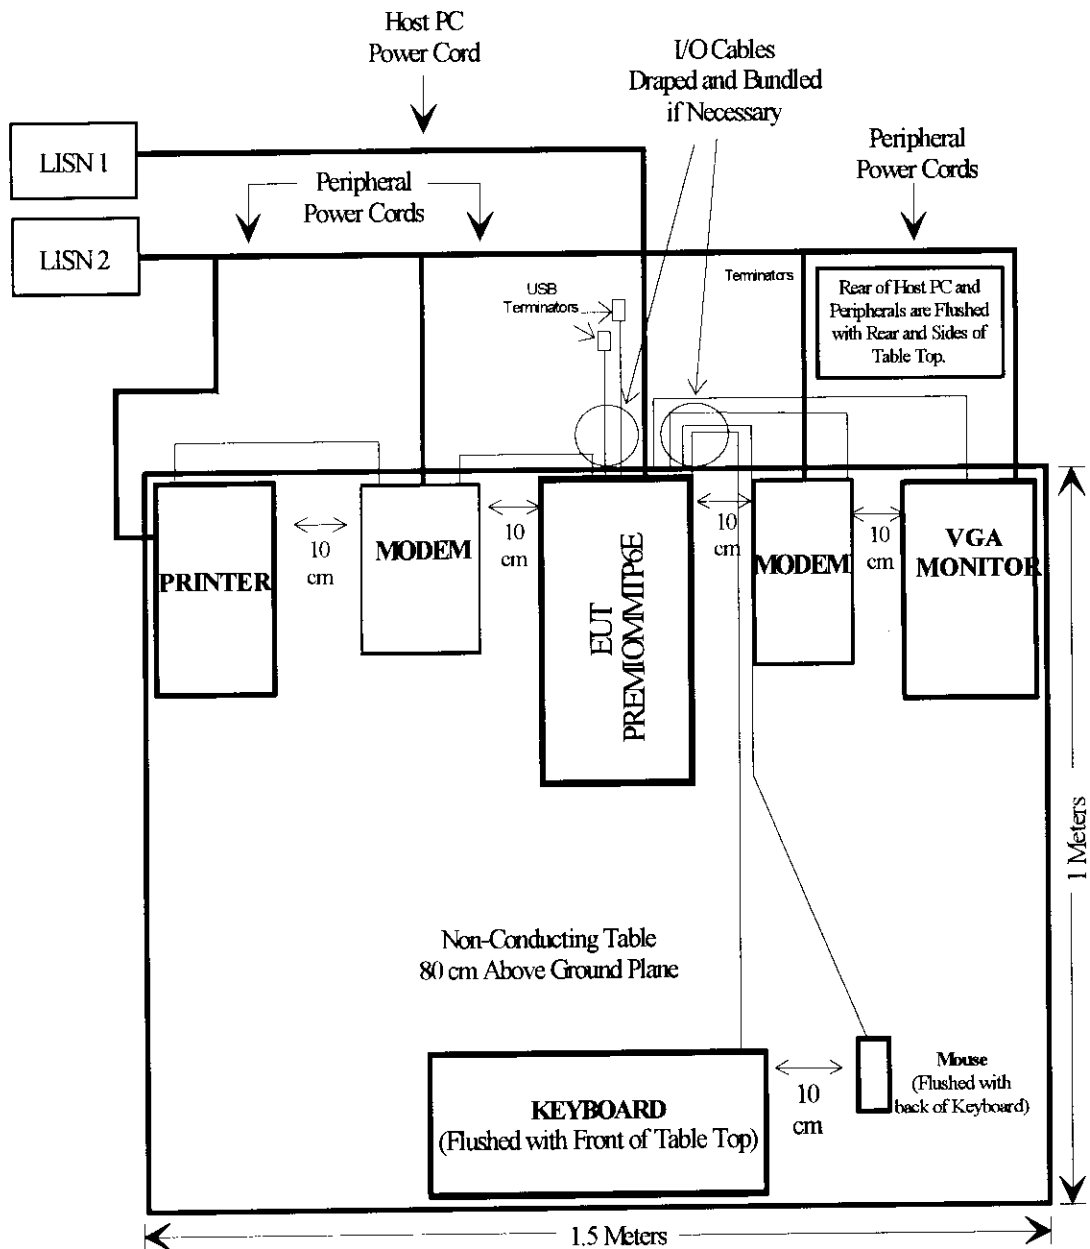 Host PC
Power Cord
I/O Cables
Draped and Bundled
if Necessary
LISN 1
Peripheral
Power Cords
Peripheral
Power Cords
LISN 2
USB
Terminators
Terminators
Rear of Host PC and
Peripherals are Flushed
with Rear and Sides of
Table Top.
PRINTER
10
cm
MODEM
10
cm
EUT
PREMIOMMTP6E
10
cm
MODEM
10
cm
VGA
MONITOR
1 Meters
Non-Conducting Table
80 cm Above Ground Plane
KEYBOARD
(Flushed with Front of Table Top)
10
cm
Mouse
(Flushed with
back of Keyboard)
1.5 Meters